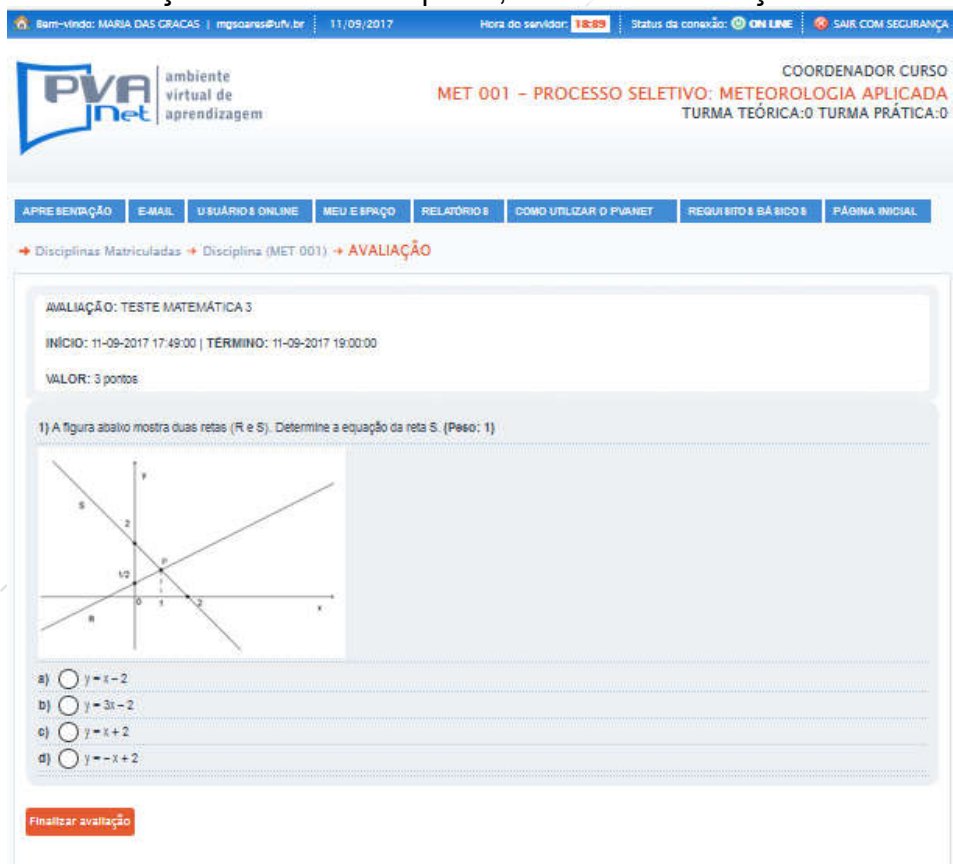 Bem-vindo: MARIA DAS GRACAS | mgsoares@ufv.br 11/09/2017 Hora do servidor: 18:89 Status da conexão: ON LINE SAIR COM SEGURANÇA
PVANet ambiente virtual de aprendizagem
COORDENADOR CURSO
MET 001 - PROCESSO SELETIVO: METEOROLOGIA APLICADA
TURMA TEÓRICA:0 TURMA PRÁTICA:0
APRESENTAÇÃO E-MAIL USUÁRIOS ONLINE MEU ESPAÇO RELATÓRIOS COMO UTILIZAR O PVANET REQUISITOS BÁSICOS PÁGINA INICIAL
Disciplinas Matriculadas Disciplina (MET 001) AVALIAÇÃO
AVALIAÇÃO: TESTE MATEMÁTICA 3
INÍCIO: 11-09-2017 17:49:00 | TÉRMINO: 11-09-2017 19:00:00
VALOR: 3 pontos
1) A figura abaixo mostra duas retas (R e S). Determine a equação da reta S. (Peso: 1)
y
S
2
P
1/2
0 1 2 x
R
a) y = x - 2
b) y = 3x - 2
c) y = x + 2
d) y = - x + 2
Finalizar avaliação